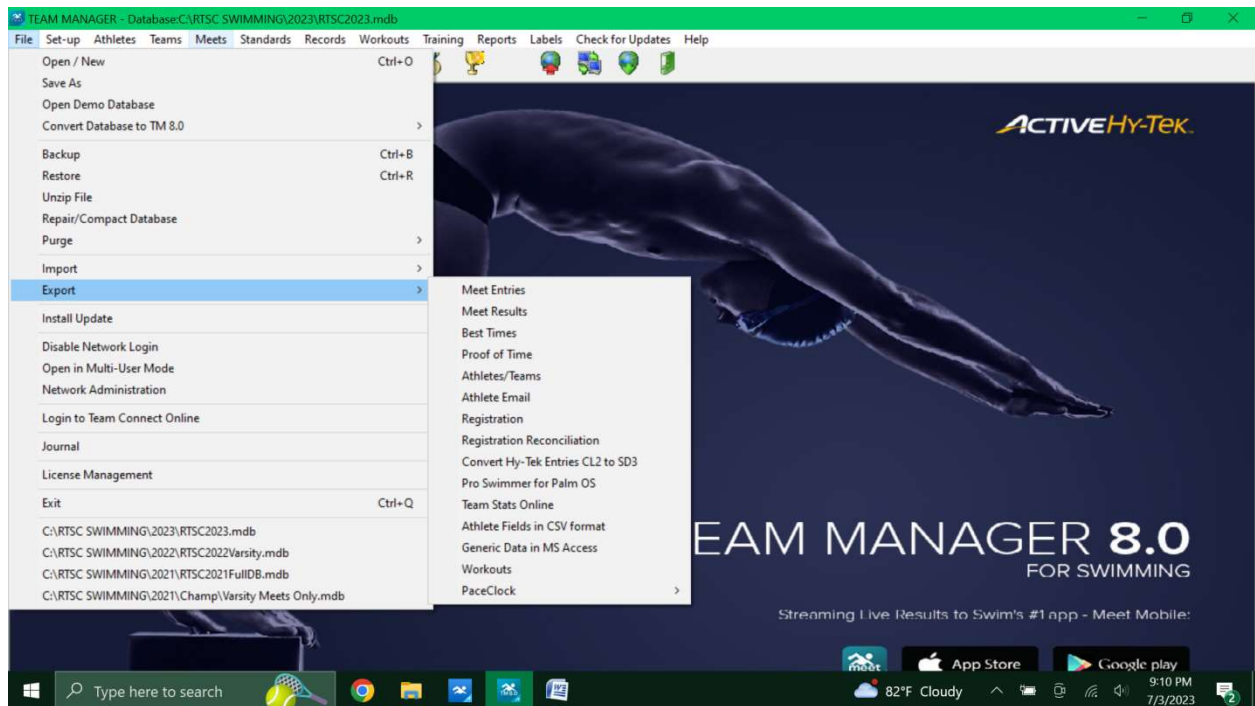 TEAM MANAGER - Database:C:\RTSC SWIMMING\2023\RTSC2023.mdb
File Set-up Athletes Teams Meets Standards Records Workouts Training Reports Labels Check for Updates Help
Open / New Ctrl+O
Save As
Open Demo Database
Convert Database to TM 8.0 >
Backup Ctrl+B
Restore Ctrl+R
Unzip File
Repair/Compact Database
Purge >
Import >
Export >
Install Update
Disable Network Login
Open in Multi-User Mode
Network Administration
Login to Team Connect Online
Journal
License Management
Exit Ctrl+Q
C:\RTSC SWIMMING\2023\RTSC2023.mdb
C:\RTSC SWIMMING\2022\RTSC2022Varsity.mdb
C:\RTSC SWIMMING\2021\RTSC2021FullDB.mdb
C:\RTSC SWIMMING\2021\Champ\Varsity Meets Only.mdb
Meet Entries
Meet Results
Best Times
Proof of Time
Athletes/Teams
Athlete Email
Registration
Registration Reconciliation
Convert Hy-Tek Entries CL2 to SD3
Pro Swimmer for Palm OS
Team Stats Online
Athlete Fields in CSV format
Generic Data in MS Access
Workouts
PaceClock >
ACTIVEHY-TEK
EAM MANAGER 8.0
FOR SWIMMING
Streaming Live Results to Swim's #1 app - Meet Mobile:
meet App Store Google play
Type here to search
82°F Cloudy
9:10 PM
7/3/2023
2